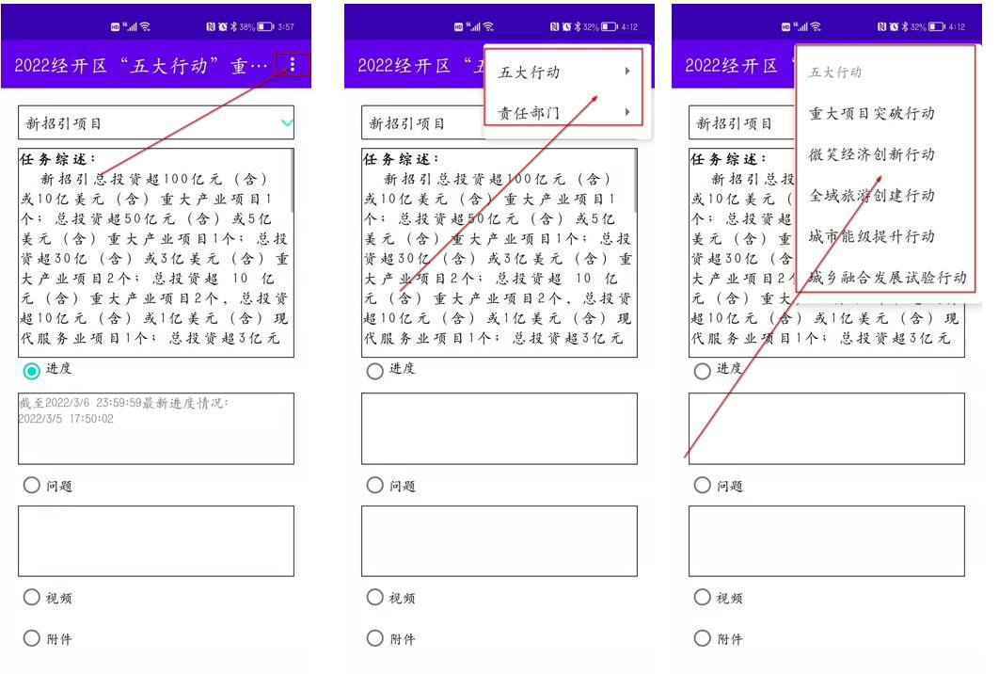 HD 5G 38% 3:57
2022经开区“五大行动”重…
新招引项目
任务综述：
新招引总投资超100亿元（含）
或10亿美元（含）重大产业项目1
个；总投资超50亿元（含）或5亿
美元（含）重大产业项目1个；总投
资超30亿（含）或3亿美元（含）重
大产业项目2个；总投资超 10 亿
元（含）重大产业项目2个，总投资
超10亿元（含）或1亿美元（含）现
代服务业项目1个；总投资超3亿元
进度
截至2022/3/6 23:59:59最新进度情况:
2022/3/5 17:50:02
问题
视频
附件
HD 5G 32% 4:12
2022经开区“五
五大行动
责任部门
新招引项目
任务综述：
新招引总投资超100亿元（含）
或10亿美元（含）重大产业项目1
个；总投资超50亿元（含）或5亿
美元（含）重大产业项目1个；总投
资超30亿（含）或3亿美元（含）重
大产业项目2个；总投资超 10 亿
元（含）重大产业项目2个，总投资
超10亿元（含）或1亿美元（含）现
代服务业项目1个；总投资超3亿元
进度
问题
视频
附件
HD 5G 32% 4:12
2022经开区“
五大行动
重大项目突破行动
微笑经济创新行动
全域旅游创建行动
城市能级提升行动
城乡融合发展试验行动
新招引项目
任务综述：
新招引总投
或10亿美元（
个；总投资超
美元（含）重
资超30亿（含
大产业项目2个
元（含）重大
超10亿元（含）或1亿美元（含）现
代服务业项目1个；总投资超3亿元
进度
问题
视频
附件